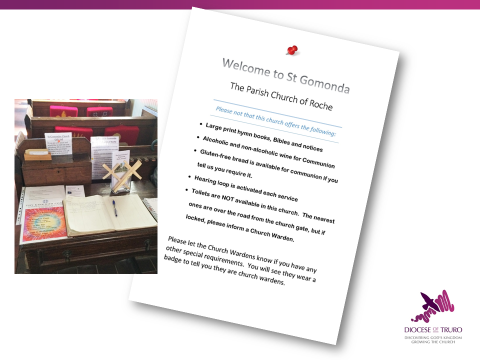 Welcome to St Gomonda
The Parish Church of Roche
Please not that this church offers the following:
• Large print hymn books, Bibles and notices
• Alcoholic and non-alcoholic wine for Communion
• Gluten-free bread is available for communion if you
tell us you require it.
• Hearing loop is activated each service
• Toilets are NOT available in this church. The nearest
ones are over the road from the church gate, but if
locked, please inform a Church Warden.
Please let the Church Wardens know if you have any
other special requirements. You will see they wear a
badge to tell you they are church wardens.
DIOCESE OF TRURO
DISCOVERING GOD'S KINGDOM
GROWING THE CHURCH